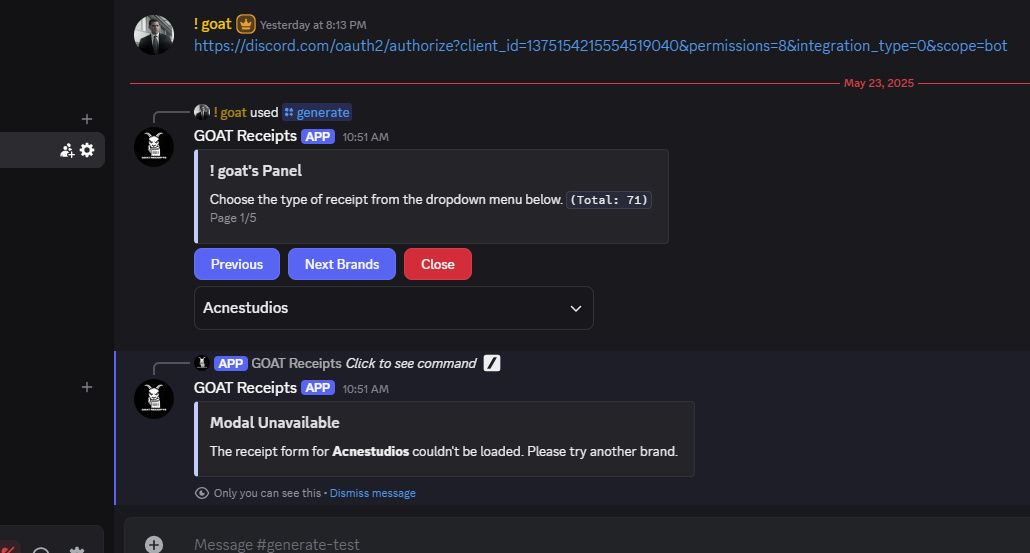 ! goat Yesterday at 8:13 PM
https://discord.com/oauth2/authorize?client_id=1375154215554519040&permissions=8&integration_type=0&scope=bot
May 23, 2025
! goat used generate
GOAT Receipts APP 10:51 AM
! goat's Panel
Choose the type of receipt from the dropdown menu below. (Total: 71)
Page 1/5
Previous Next Brands Close
Acnestudios
APP GOAT Receipts Click to see command
GOAT Receipts APP 10:51 AM
Modal Unavailable
The receipt form for Acnestudios couldn't be loaded. Please try another brand.
Only you can see this • Dismiss message
Message #generate-test